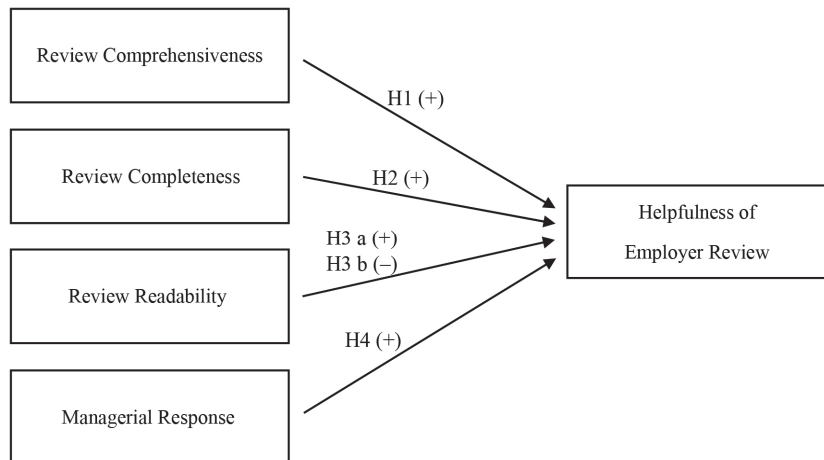 Review Comprehensiveness
H1 (+)
Review Completeness
H2 (+)
Helpfulness of
Employer Review
H3 a (+)
H3 b (–)
Review Readability
H4 (+)
Managerial Response